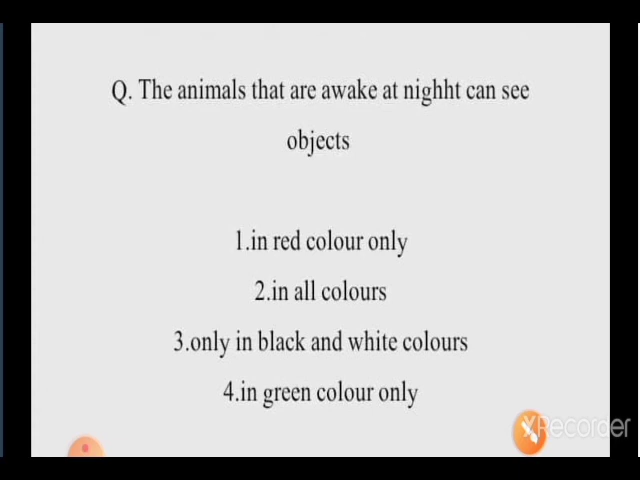 Q. The animals that are awake at nighht can see
objects
1.in red colour only
2.in all colours
3.only in black and white colours
4.in green colour only
XRecorder